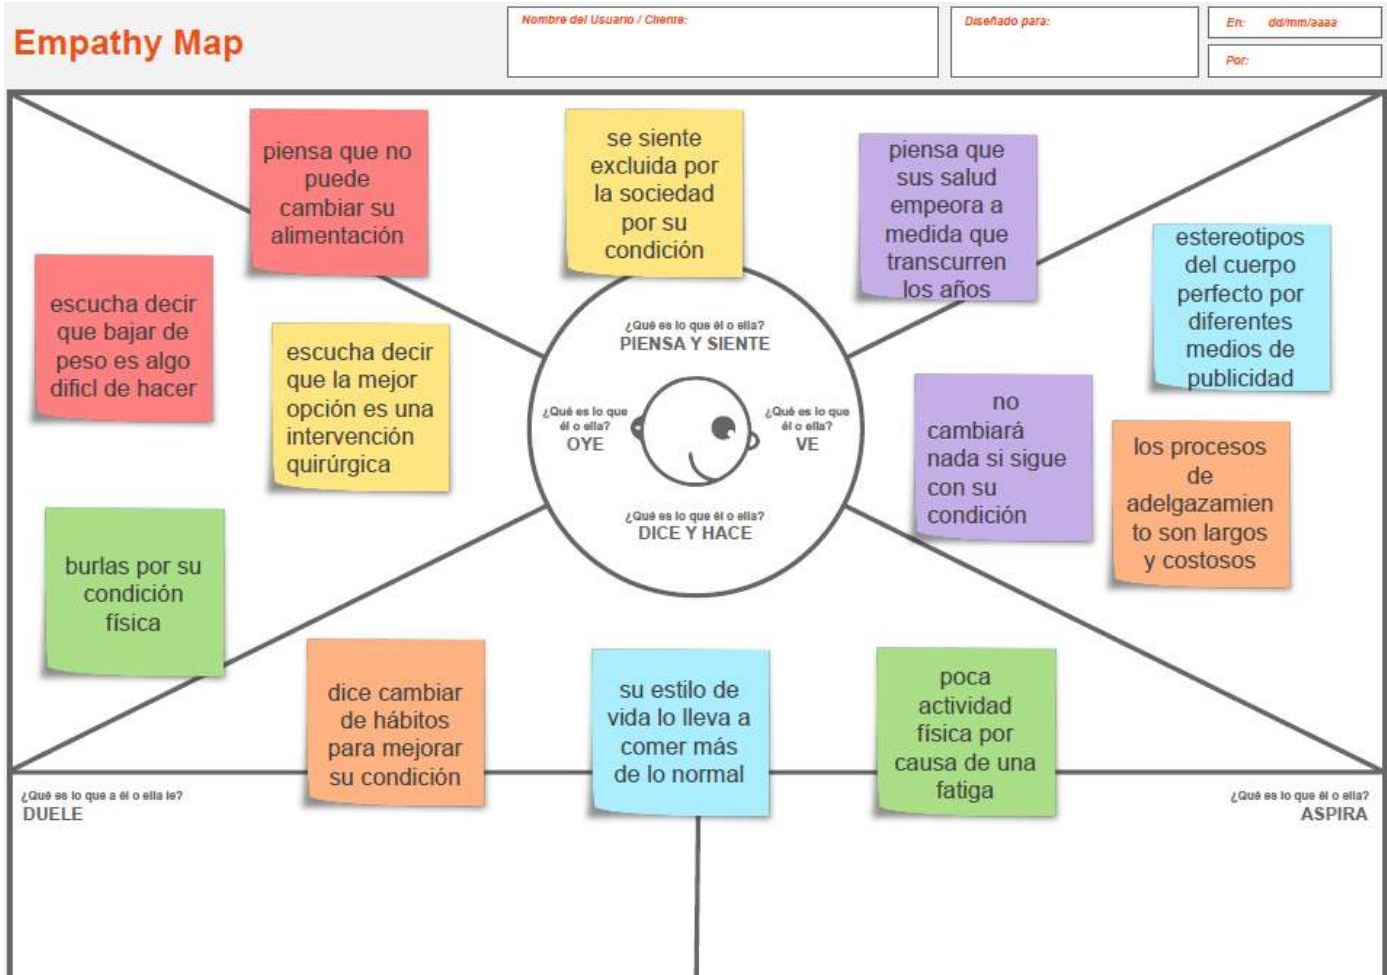 Empathy Map
Nombre del Usuario / Cliente:
Diseñado para:
En: dd/mm/aaaa
Por:
piensa que no
puede
cambiar su
alimentación
se siente
excluida por
la sociedad
por su
condición
piensa que
sus salud
empeora a
medida que
transcurren
los años
escucha decir
que bajar de
peso es algo
dificl de hacer
escucha decir
que la mejor
opción es una
intervención
quirúrgica
burlas por su
condición
física
¿Qué es lo que él o ella?
PIENSA Y SIENTE
¿Qué es lo que
él o ella?
OYE
¿Qué es lo que
él o ella?
VE
¿Qué es lo que él o ella?
DICE Y HACE
estereotipos
del cuerpo
perfecto por
diferentes
medios de
publicidad
no
cambiará
nada si sigue
con su
condición
los procesos
de
adelgazamien
to son largos
y costosos
dice cambiar
de hábitos
para mejorar
su condición
su estilo de
vida lo lleva a
comer más
de lo normal
poca
actividad
física por
causa de una
fatiga
¿Qué es lo que a él o ella le?
DUELE
¿Qué es lo que él o ella?
ASPIRA